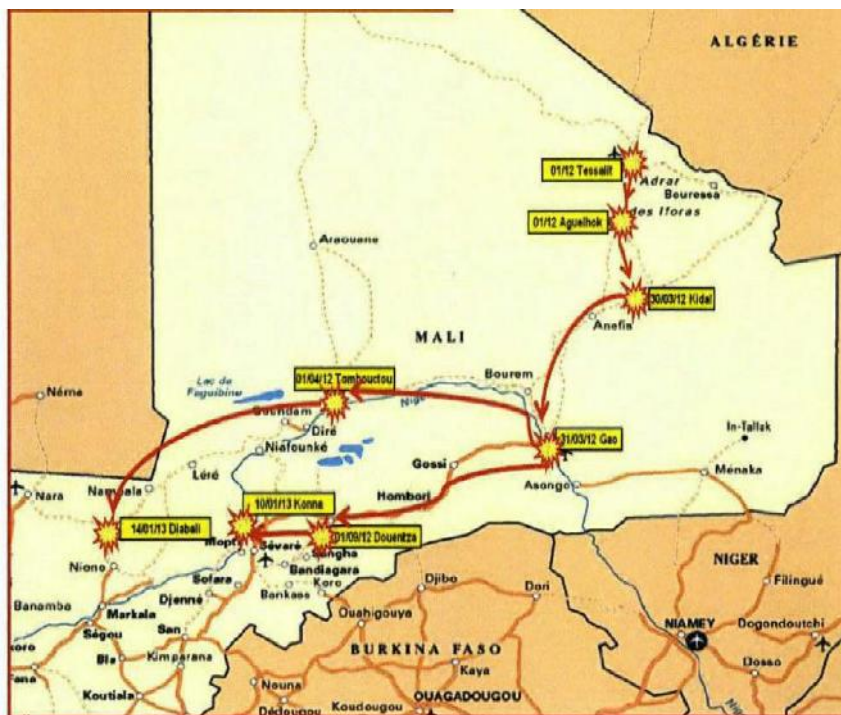 ALGÉRIE
01/12 Tessalit
Adrar
des Iforas
Bouressa
01/12 Aguelhok
Araouane
30/03/12 Kidal
Anefis
MALI
01/04/12 Tombouctou
Bourem
Lac de
Faguibine
Néma
Goundam
Diré
Niafounké
31/03/12 Gao
In-Tallak
Gossi
Léré
Ménaka
Asongo
Nara
Nampala
Hombori
10/01/13 Konna
14/01/13 Diabali
01/09/12 Douentza
Mopti
Sévaré
Sangha
Bandiagara
NIGER
Niono
Sofara
Bankass
Koro
Djibo
Dori
Filingué
Banamba
Markala
Djenné
Ouahigouya
NIAMEY
Dogondoutchi
Ségou
San
BURKINA FASO
koro
Bla
Kimparana
Kaya
Dosso
Fana
Koutiala
Nouna
Dédougou
Koudougou
OUAGADOUGOU